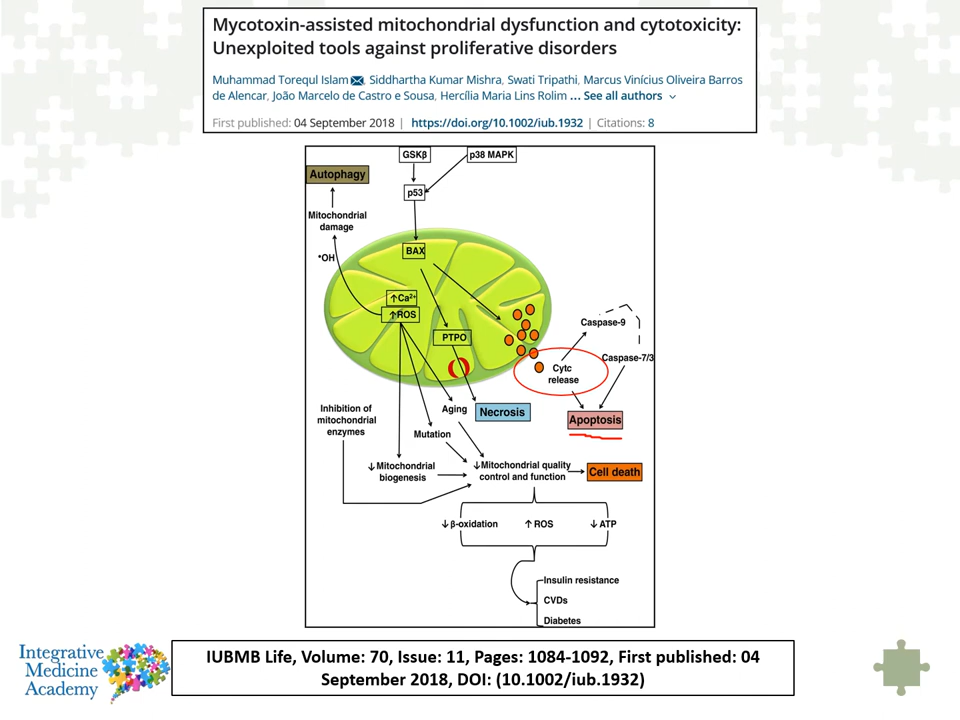 Mycotoxin-assisted mitochondrial dysfunction and cytotoxicity:
Unexploited tools against proliferative disorders
Muhammad Torequl Islam, Siddhartha Kumar Mishra, Swati Tripathi, Marcus Vinícius Oliveira Barros
de Alencar, João Marcelo de Castro e Sousa, Hercília Maria Lins Rolim ... See all authors
First published: 04 September 2018 | https://doi.org/10.1002/iub.1932 | Citations: 8
GSKβ
p38 MAPK
Autophagy
p53
Mitochondrial
damage
BAX
•OH
↑Ca²⁺
↑ROS
PTPO
Caspase-9
Caspase-7/3
Cytc
release
Aging
Necrosis
Apoptosis
Inhibition of
mitochondrial
enzymes
Mutation
↓Mitochondrial
biogenesis
↓Mitochondrial quality
control and function
Cell death
↓β-oxidation
↑ROS
↓ATP
Insulin resistance
CVDs
Diabetes
Integrative
Medicine
Academy
IUBMB Life, Volume: 70, Issue: 11, Pages: 1084-1092, First published: 04
September 2018, DOI: (10.1002/iub.1932)